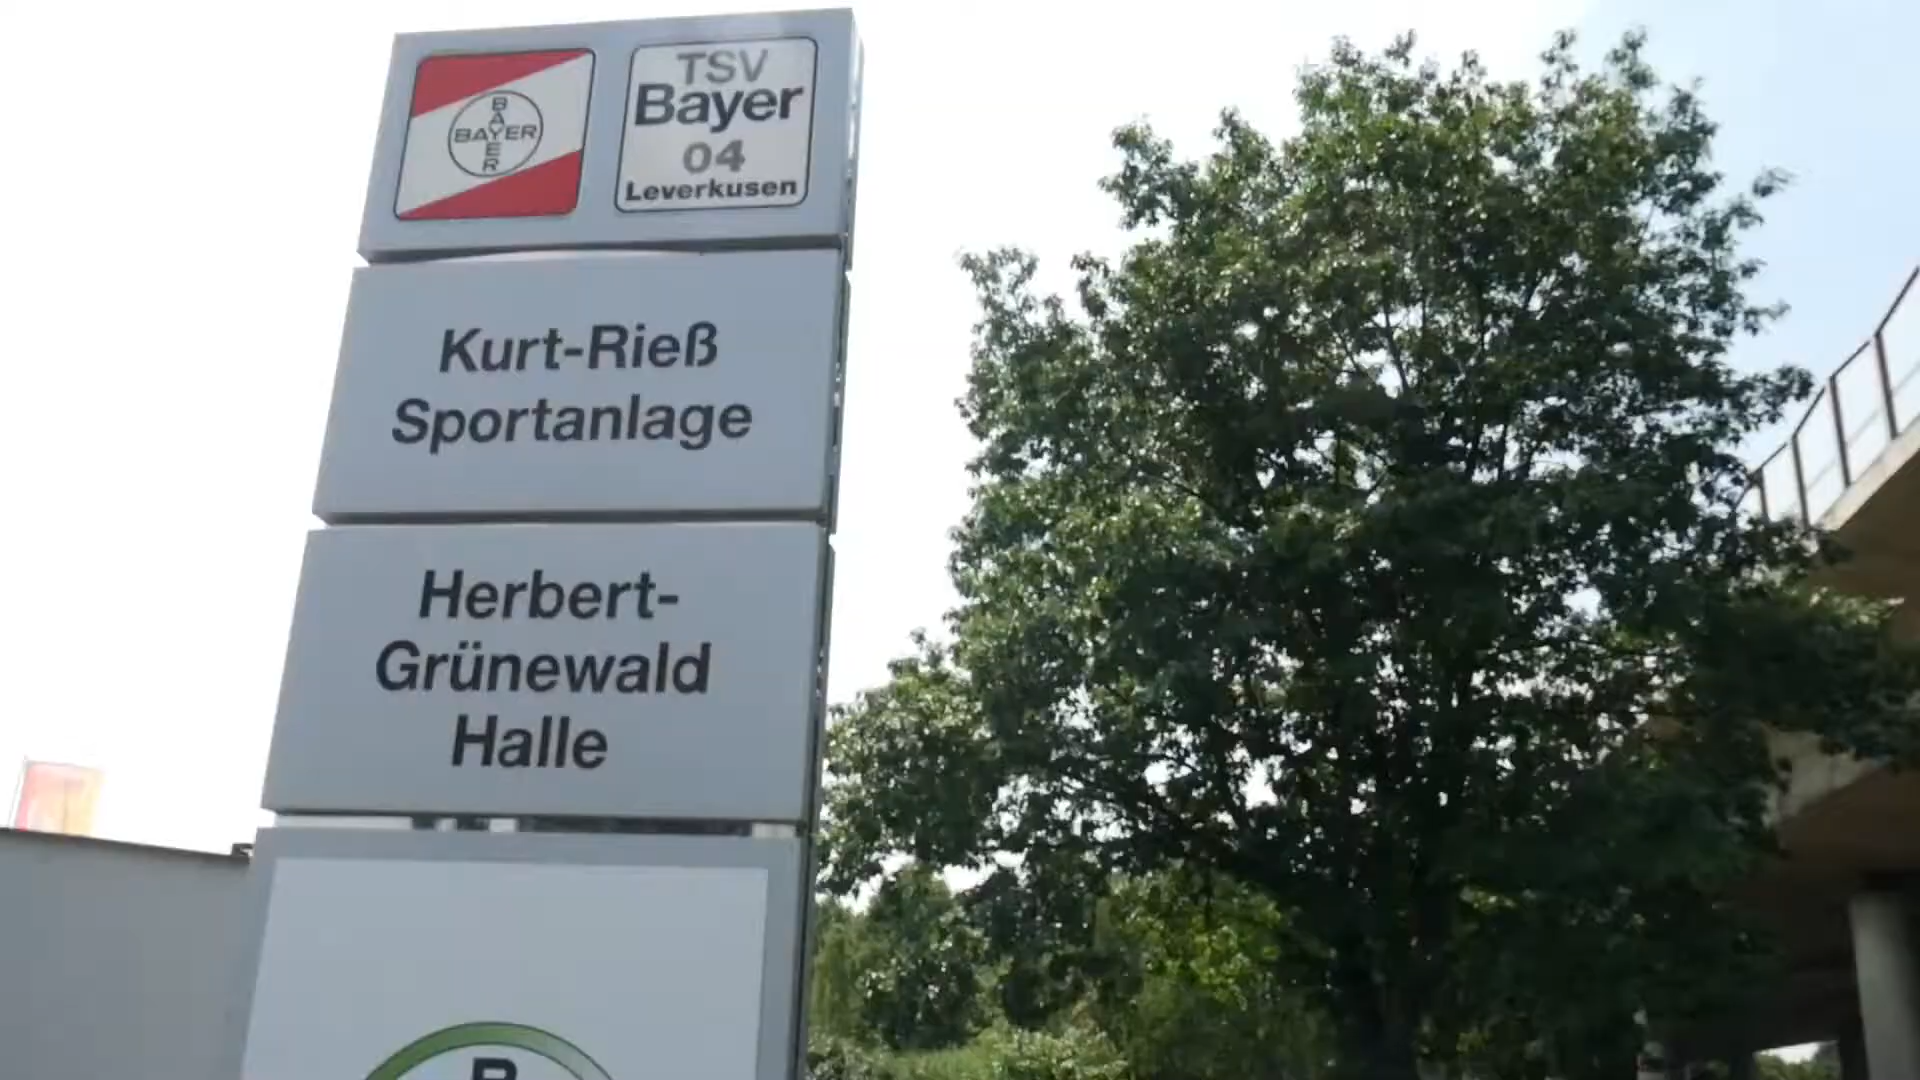 BAYER
BAYER
TSV
Bayer
04
Leverkusen
Kurt-Rieß
Sportanlage
Herbert-
Grünewald
Halle